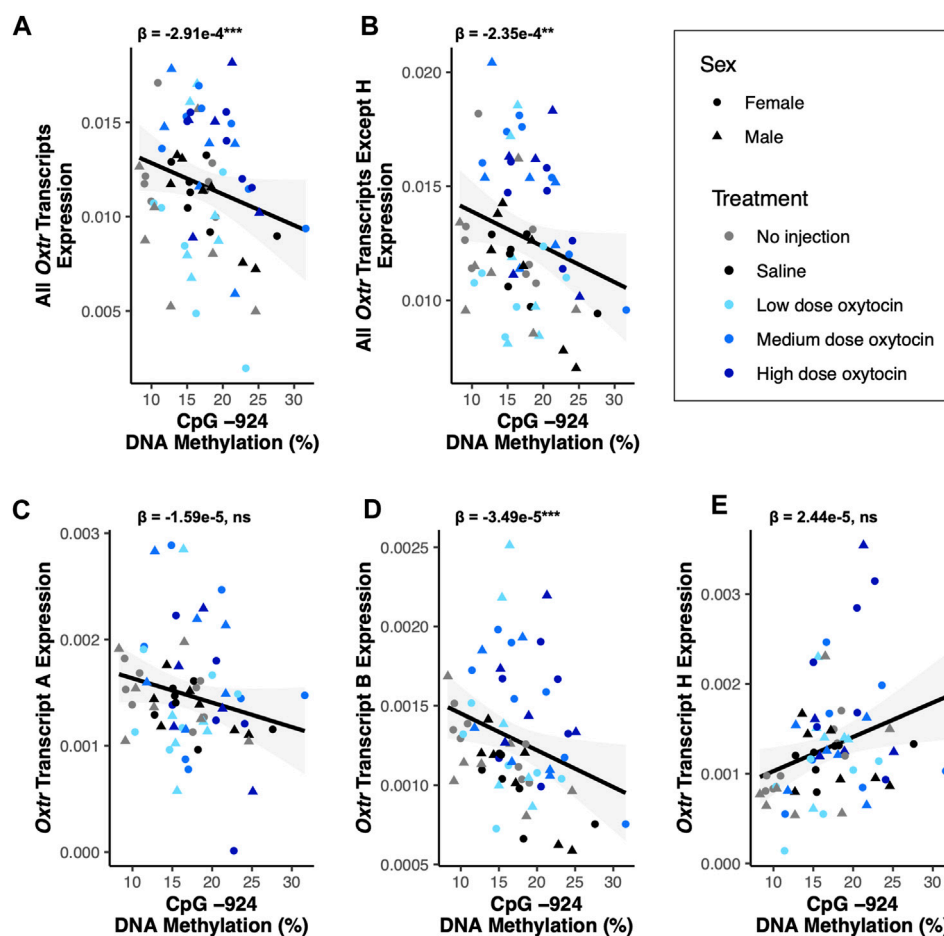 A
β = -2.91e-4***
All Oxtr Transcripts
Expression
0.015
0.010
0.005
10 15 20 25 30
CpG −924
DNA Methylation (%)
B
β = -2.35e-4**
All Oxtr Transcripts Except H
Expression
0.020
0.015
0.010
10 15 20 25 30
CpG −924
DNA Methylation (%)
Sex
Female
Male
Treatment
No injection
Saline
Low dose oxytocin
Medium dose oxytocin
High dose oxytocin
C
β = -1.59e-5, ns
Oxtr Transcript A Expression
0.003
0.002
0.001
0.000
10 15 20 25 30
CpG −924
DNA Methylation (%)
D
β = -3.49e-5***
Oxtr Transcript B Expression
0.0025
0.0020
0.0015
0.0010
0.0005
10 15 20 25 30
CpG −924
DNA Methylation (%)
E
β = 2.44e-5, ns
Oxtr Transcript H Expression
0.003
0.002
0.001
0.000
10 15 20 25 30
CpG −924
DNA Methylation (%)